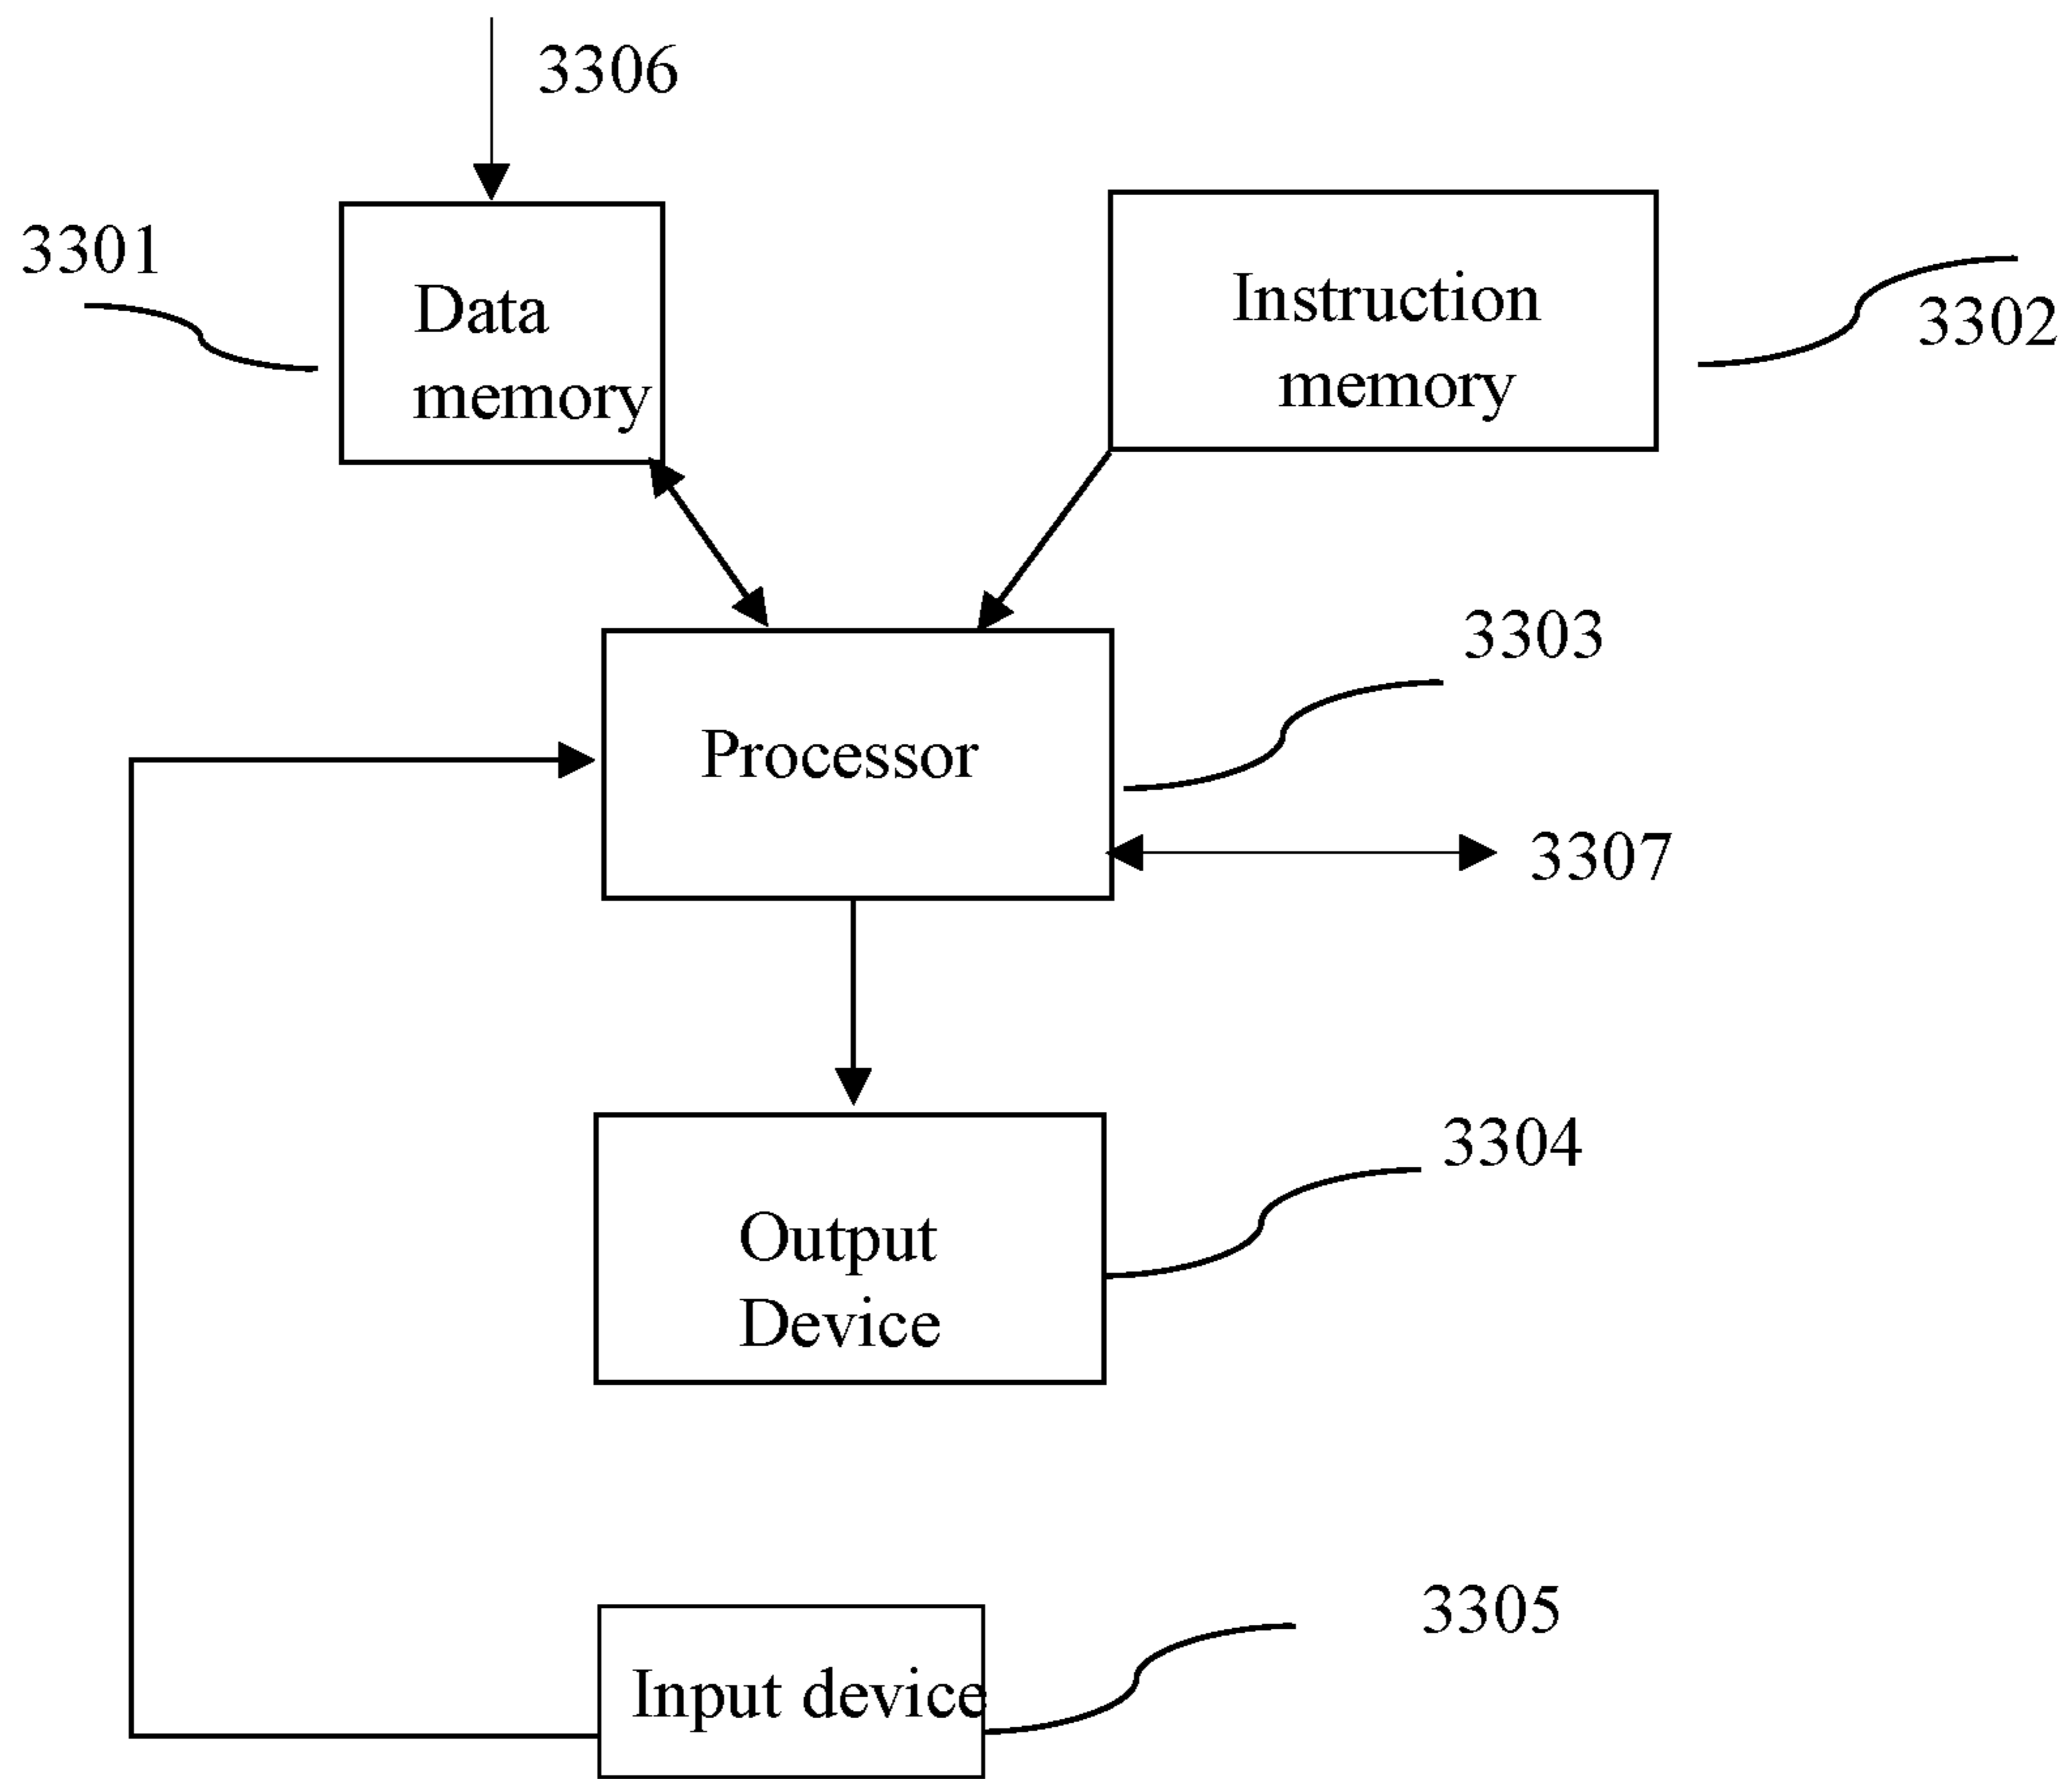 3306
3301
Data
memory
Instruction
memory
3302
3303
Processor
3307
3304
Output
Device
3305
Input device